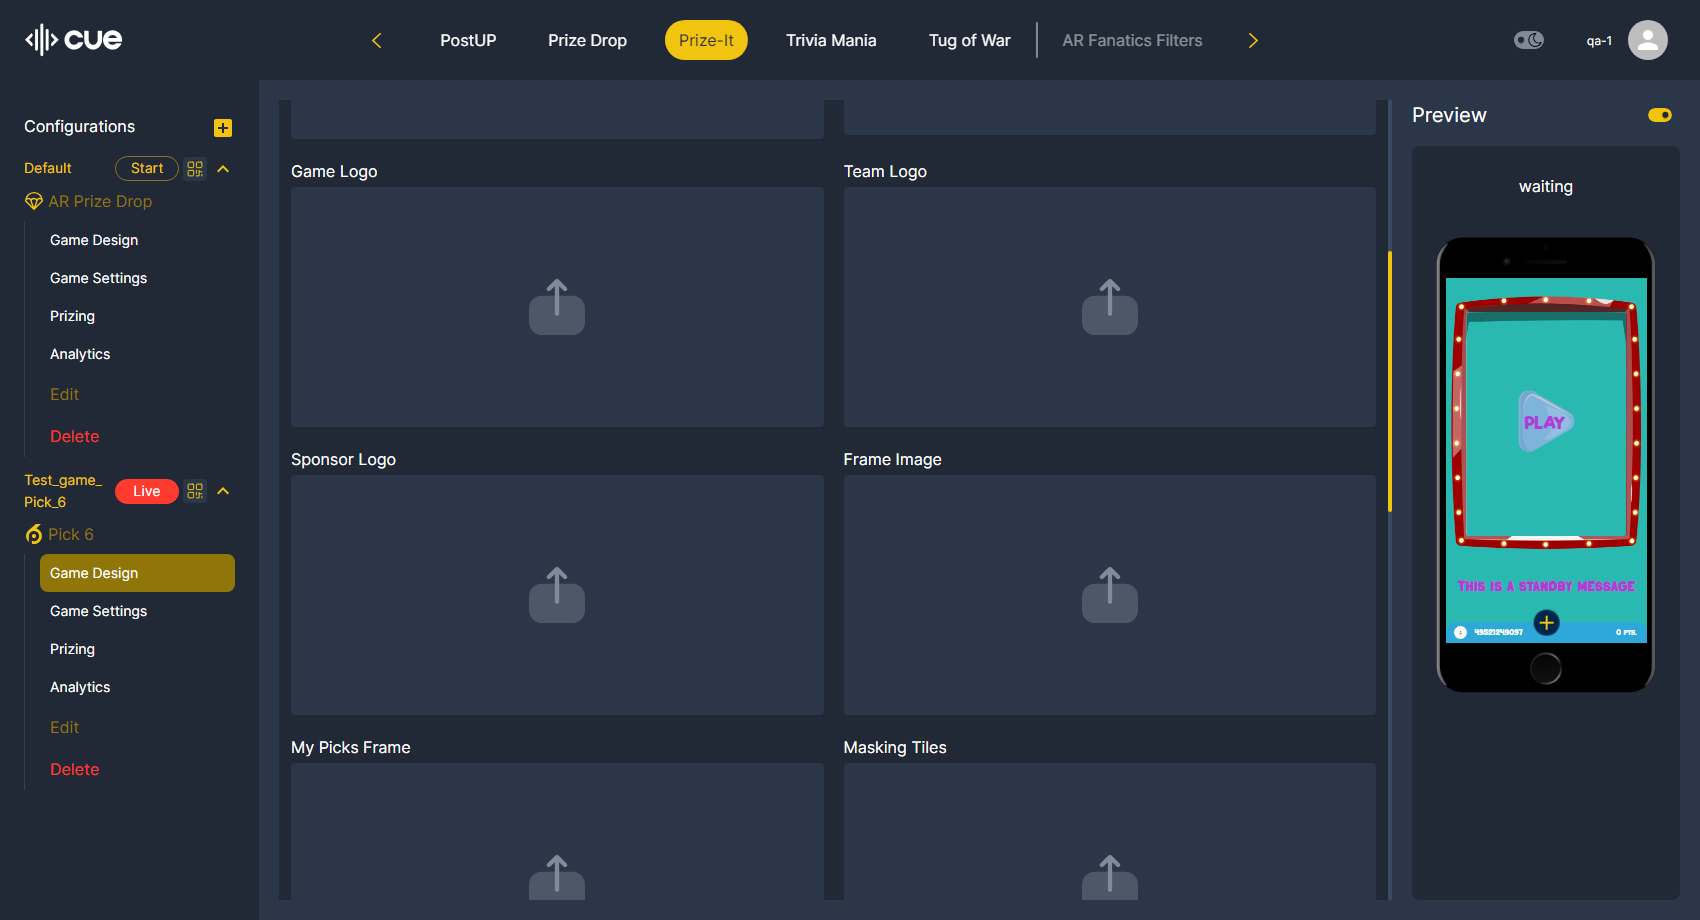 cue
PostUP
Prize Drop
Prize-It
Trivia Mania
Tug of War
AR Fanatics Filters
qa-1
Configurations
Default
Start
AR Prize Drop
Game Design
Game Settings
Prizing
Analytics
Edit
Delete
Test_game_
Pick_6
Live
Pick 6
Game Design
Game Settings
Prizing
Analytics
Edit
Delete
Game Logo
Team Logo
Sponsor Logo
Frame Image
My Picks Frame
Masking Tiles
Preview
waiting
PLAY
THIS IS A STANDBY MESSAGE
49321249097
0 PTS.